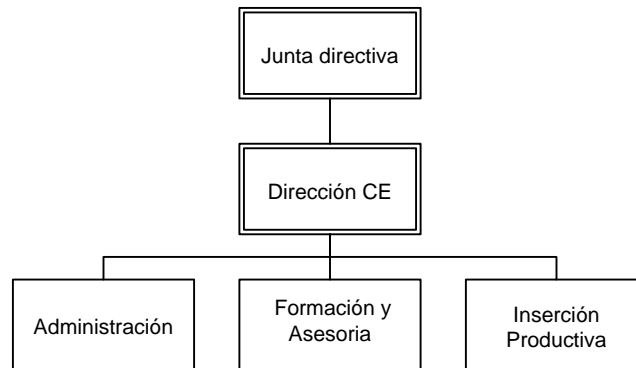 Junta directiva
Dirección CE
Administración
Formación y
Asesoria
Inserción
Productiva